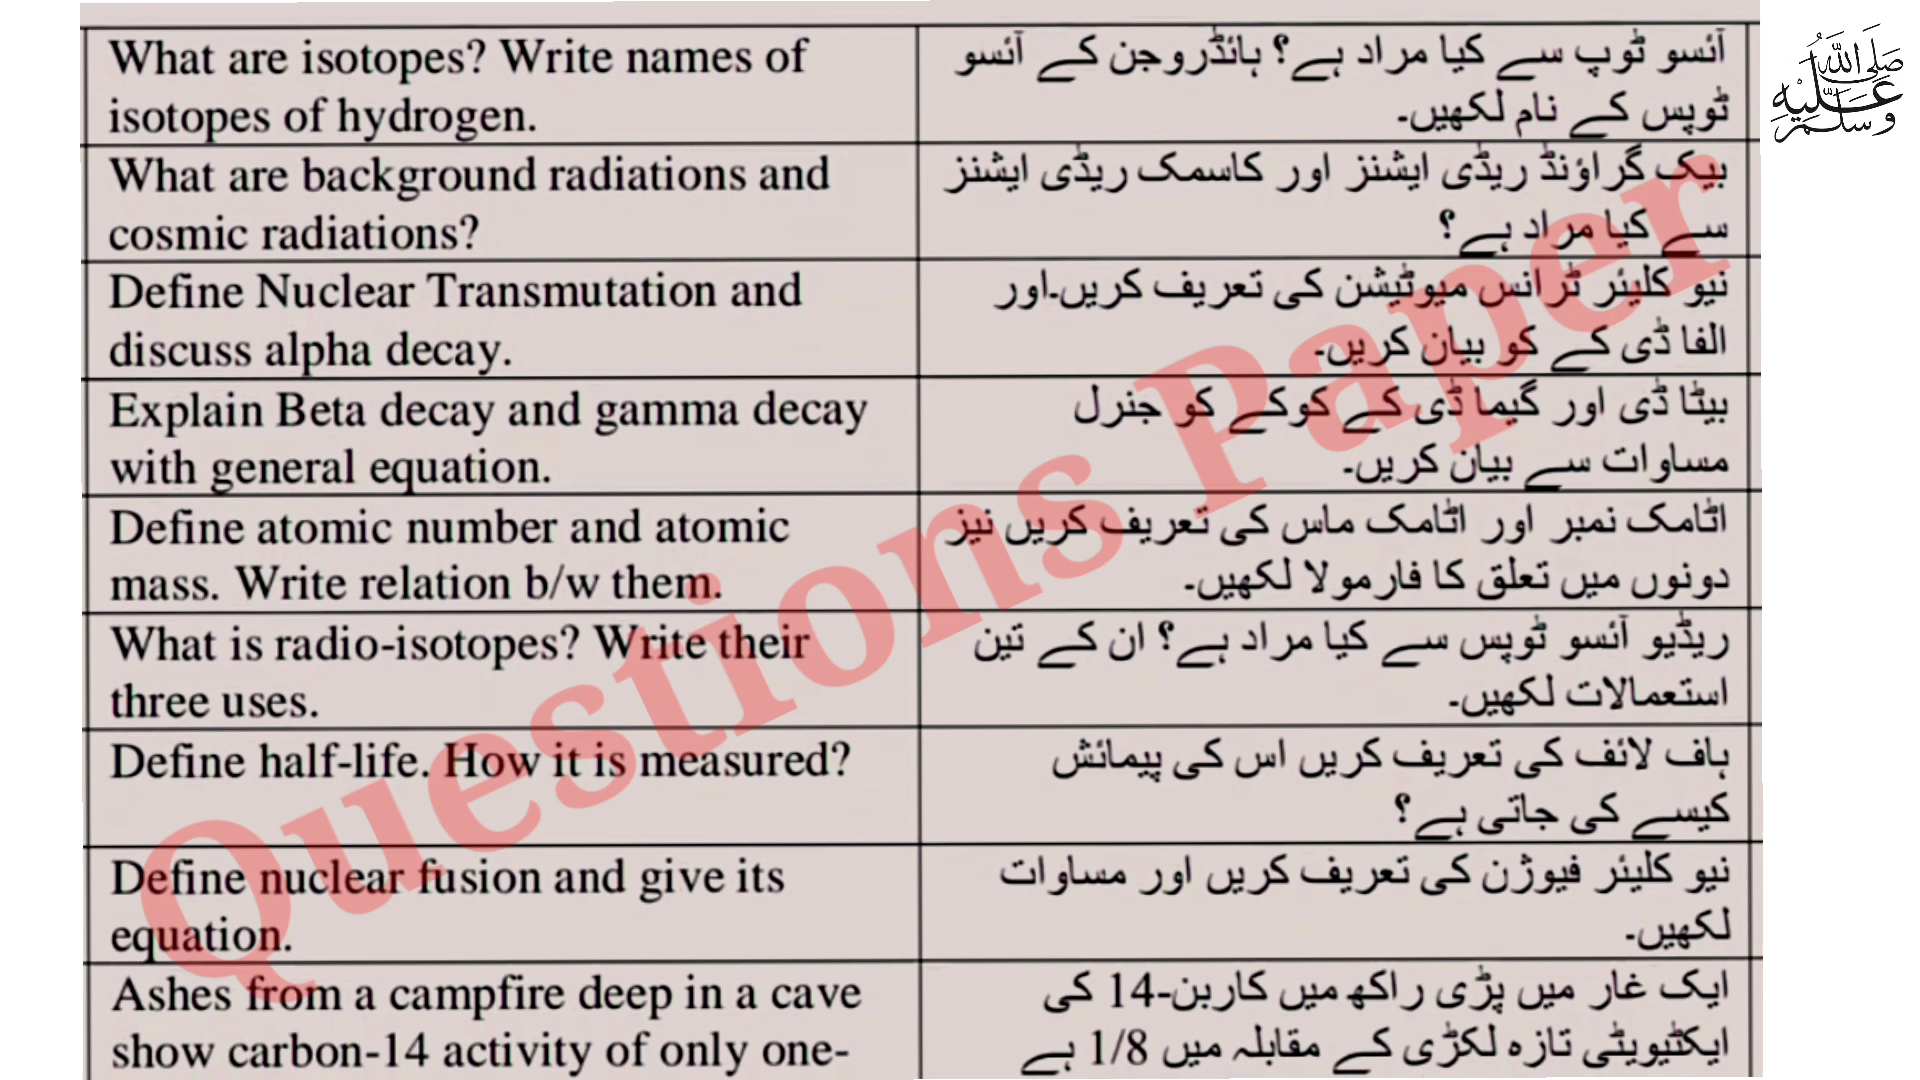 What are isotopes? Write names of
isotopes of hydrogen.
آئسو ٹوپ سے کیا مراد ہے؟ ہائڈروجن کے آئسو
ٹوپس کے نام لکھیں۔
What are background radiations and
cosmic radiations?
بیک گراؤنڈ ریڈی ایشنز اور کاسمک ریڈی ایشنز
سے کیا مراد ہے؟
Define Nuclear Transmutation and
discuss alpha decay.
نیو کلیئر ٹرانس میوٹیشن کی تعریف کریں۔اور
الفا ڈی کے کو بیان کریں۔
Explain Beta decay and gamma decay
with general equation.
بیٹا ڈی اور گیما ڈی کے کوکے کو جنرل
مساوات سے بیان کریں۔
Define atomic number and atomic
mass. Write relation b/w them.
اٹامک نمبر اور اٹامک ماس کی تعریف کریں نیز
دونوں میں تعلق کا فارمولا لکھیں۔
What is radio-isotopes? Write their
three uses.
ریڈیو آئسو ٹوپس سے کیا مراد ہے؟ ان کے تین
استعمالات لکھیں۔
Define half-life. How it is measured?
ہاف لائف کی تعریف کریں اس کی پیمائش
کیسے کی جاتی ہے؟
Define nuclear fusion and give its
equation.
نیو کلیئر فیوژن کی تعریف کریں اور مساوات
لکھیں۔
Ashes from a campfire deep in a cave
show carbon-14 activity of only one-
ایک غار میں پڑی راکھ میں کاربن-14 کی
ایکٹیویٹی تازہ لکڑی کے مقابلہ میں 1/8 ہے
Questions Paper
صَلَّى اللّٰهُ
عَلَيْهِ
وَسَلَّمَ